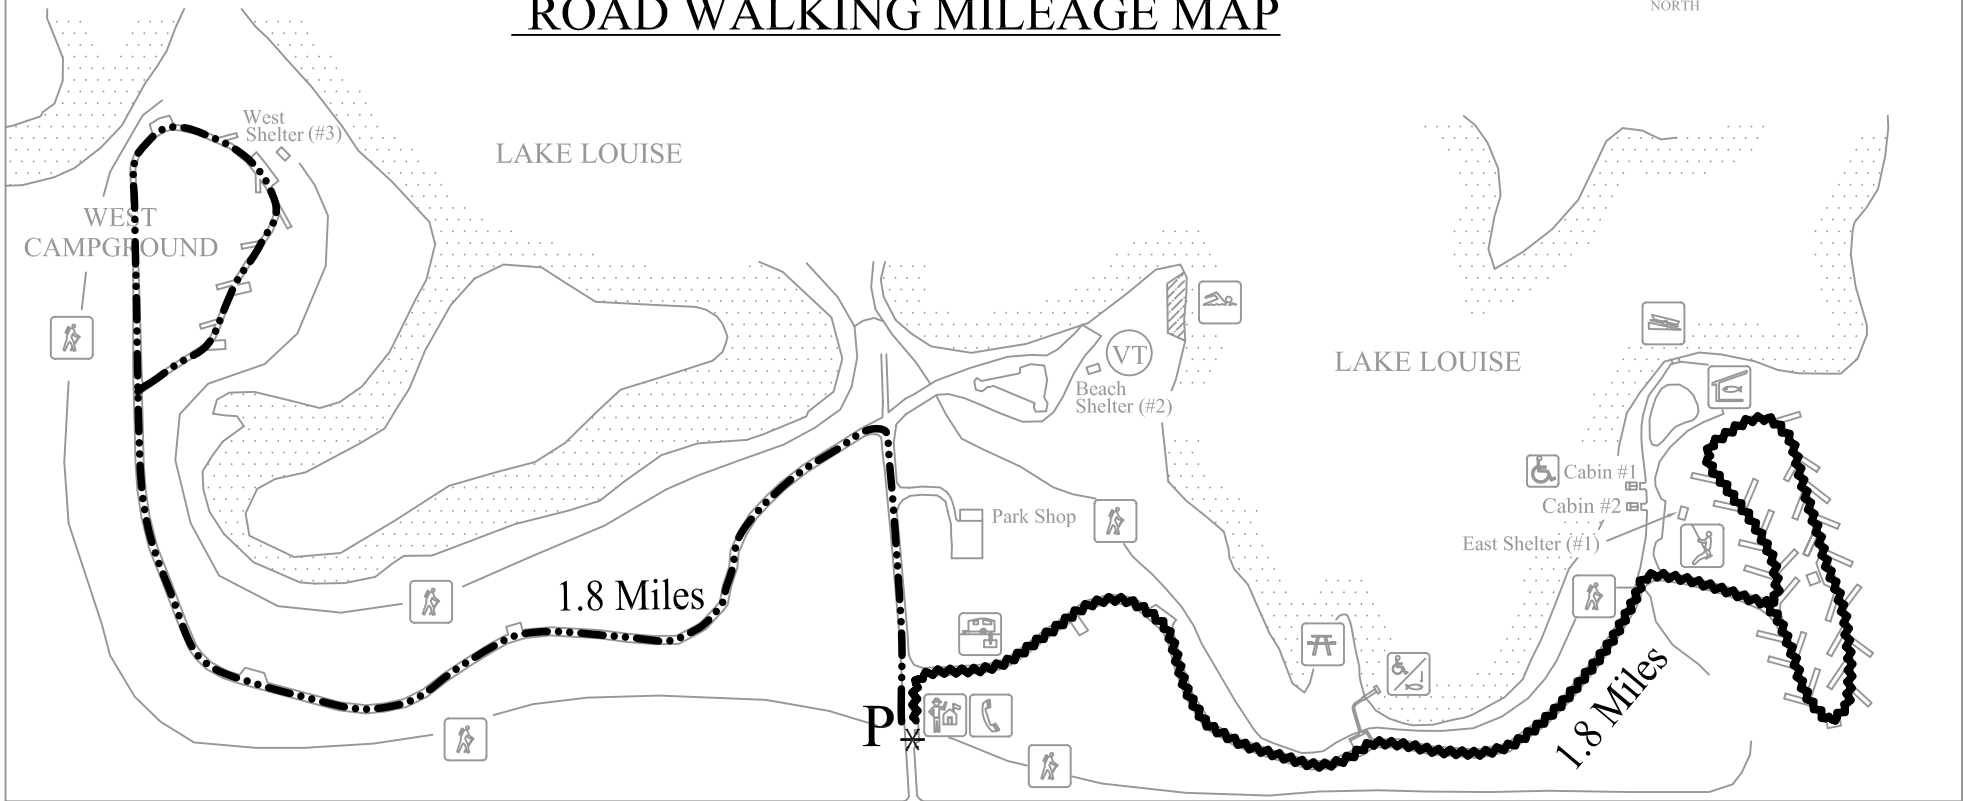 ROAD WALKING MILEAGE MAP
NORTH
West
Shelter (#3)
LAKE LOUISE
WEST
CAMPGROUND
VT
LAKE LOUISE
Beach
Shelter (#2)
Cabin #1
Cabin #2
Park Shop
East Shelter (#1)
1.8 Miles
1.8 Miles
P